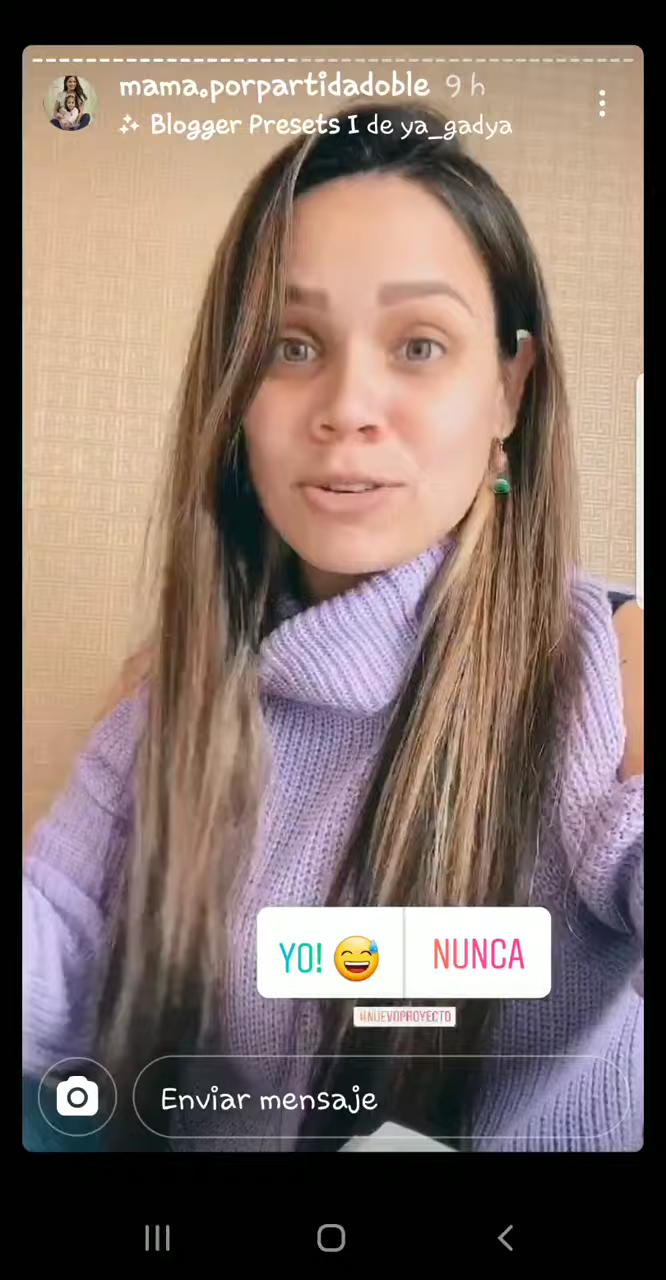 mama.porpartidadoble 9 h
Blogger Presets I de ya_gadya
YO! 😅 NUNCA
#NUEVOPROYECTO
Enviar mensaje